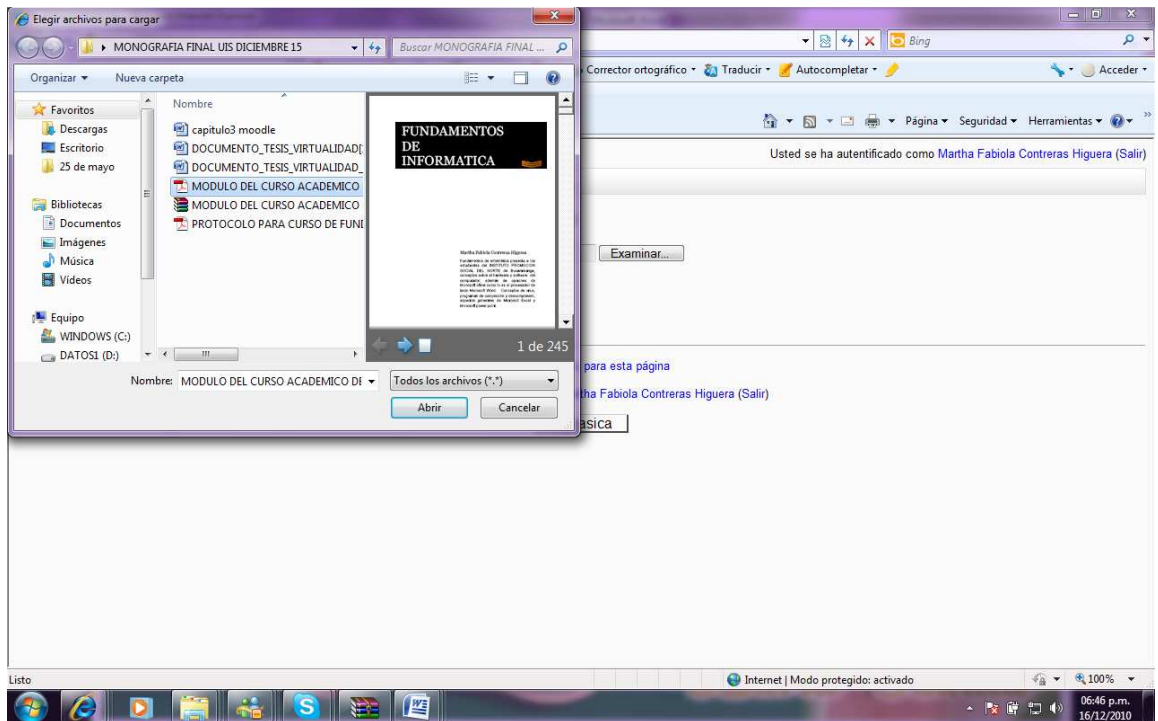 Elegir archivos para cargar
MONOGRAFIA FINAL UIS DICIEMBRE 15
Buscar MONOGRAFIA FINAL ...
Bing
Organizar
Nueva carpeta
Corrector ortográfico
Traducir
Autocompletar
Acceder
Favoritos
Descargas
Escritorio
25 de mayo
Bibliotecas
Documentos
Imágenes
Música
Vídeos
Equipo
WINDOWS (C:)
DATOS1 (D:)
Nombre
capitulo3 moodle
DOCUMENTO_TESIS_VIRTUALIDAD[
DOCUMENTO_TESIS_VIRTUALIDAD_
MODULO DEL CURSO ACADEMICO
MODULO DEL CURSO ACADEMICO
PROTOCOLO PARA CURSO DE FUNI
FUNDAMENTOS
DE
INFORMATICA
Martha Fabiola Contreras Higuera
1 de 245
Nombre: MODULO DEL CURSO ACADEMICO DE
Todos los archivos (*.*)
Abrir
Cancelar
Página
Seguridad
Herramientas
Usted se ha autentificado como Martha Fabiola Contreras Higuera (Salir)
Examinar...
para esta página
tha Fabiola Contreras Higuera (Salir)
asica
Listo
Internet | Modo protegido: activado
100%
06:46 p.m.
16/12/2010